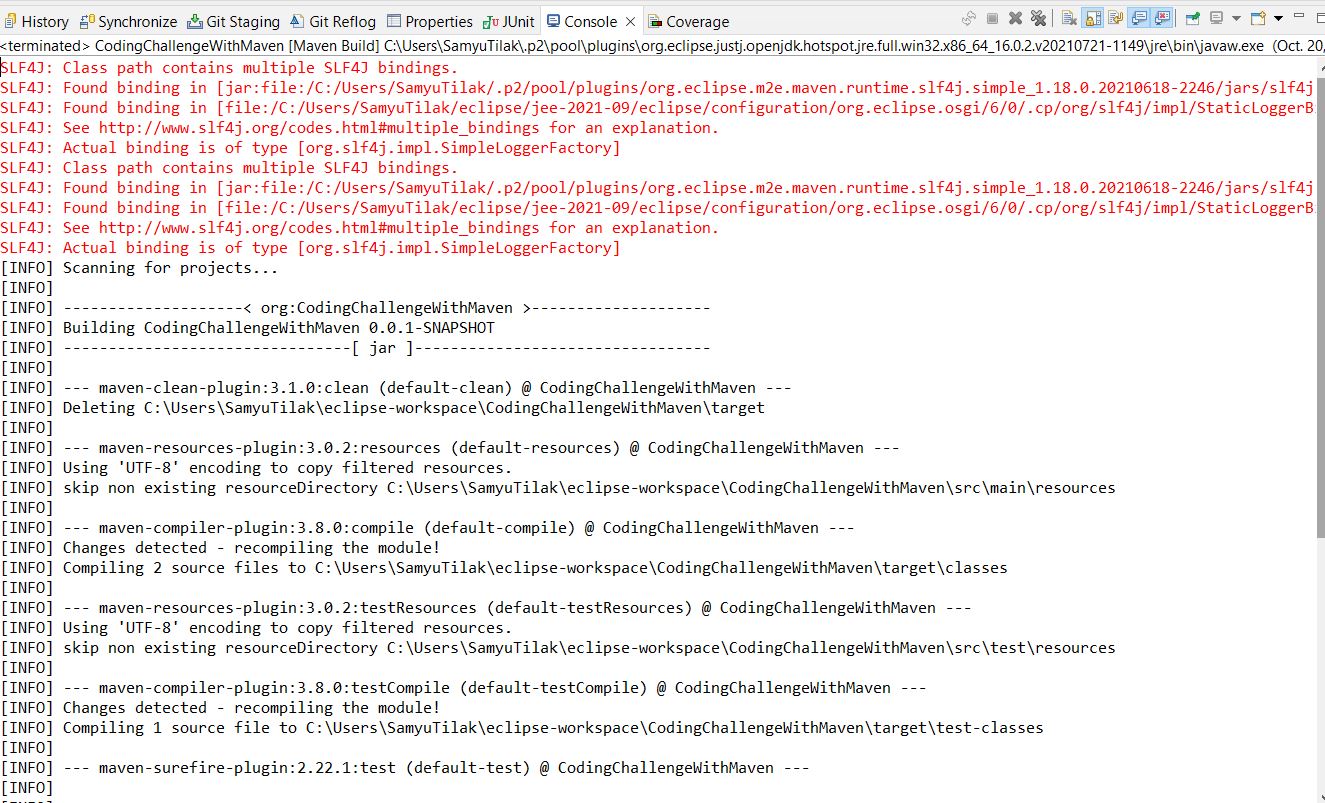 History Synchronize Git Staging Git Reflog Properties JUnit Console Coverage
<terminated> CodingChallengeWithMaven [Maven Build] C:\Users\SamyuTilak\.p2\pool\plugins\org.eclipse.justj.openjdk.hotspot.jre.full.win32.x86_64_16.0.2.v20210721-1149\jre\bin\javaw.exe (Oct. 20,
SLF4J: Class path contains multiple SLF4J bindings.
SLF4J: Found binding in [jar:file:/C:/Users/SamyuTilak/.p2/pool/plugins/org.eclipse.m2e.maven.runtime.slf4j.simple_1.18.0.20210618-2246/jars/slf4j
SLF4J: Found binding in [file:/C:/Users/SamyuTilak/eclipse/jee-2021-09/eclipse/configuration/org.eclipse.osgi/6/0/.cp/org/slf4j/impl/StaticLoggerB
SLF4J: See http://www.slf4j.org/codes.html#multiple_bindings for an explanation.
SLF4J: Actual binding is of type [org.slf4j.impl.SimpleLoggerFactory]
SLF4J: Class path contains multiple SLF4J bindings.
SLF4J: Found binding in [jar:file:/C:/Users/SamyuTilak/.p2/pool/plugins/org.eclipse.m2e.maven.runtime.slf4j.simple_1.18.0.20210618-2246/jars/slf4j
SLF4J: Found binding in [file:/C:/Users/SamyuTilak/eclipse/jee-2021-09/eclipse/configuration/org.eclipse.osgi/6/0/.cp/org/slf4j/impl/StaticLoggerB
SLF4J: See http://www.slf4j.org/codes.html#multiple_bindings for an explanation.
SLF4J: Actual binding is of type [org.slf4j.impl.SimpleLoggerFactory]
[INFO] Scanning for projects...
[INFO]
[INFO] --------------------< org:CodingChallengeWithMaven >--------------------
[INFO] Building CodingChallengeWithMaven 0.0.1-SNAPSHOT
[INFO] --------------------------------[ jar ]---------------------------------
[INFO]
[INFO] --- maven-clean-plugin:3.1.0:clean (default-clean) @ CodingChallengeWithMaven ---
[INFO] Deleting C:\Users\SamyuTilak\eclipse-workspace\CodingChallengeWithMaven\target
[INFO]
[INFO] --- maven-resources-plugin:3.0.2:resources (default-resources) @ CodingChallengeWithMaven ---
[INFO] Using 'UTF-8' encoding to copy filtered resources.
[INFO] skip non existing resourceDirectory C:\Users\SamyuTilak\eclipse-workspace\CodingChallengeWithMaven\src\main\resources
[INFO]
[INFO] --- maven-compiler-plugin:3.8.0:compile (default-compile) @ CodingChallengeWithMaven ---
[INFO] Changes detected - recompiling the module!
[INFO] Compiling 2 source files to C:\Users\SamyuTilak\eclipse-workspace\CodingChallengeWithMaven\target\classes
[INFO]
[INFO] --- maven-resources-plugin:3.0.2:testResources (default-testResources) @ CodingChallengeWithMaven ---
[INFO] Using 'UTF-8' encoding to copy filtered resources.
[INFO] skip non existing resourceDirectory C:\Users\SamyuTilak\eclipse-workspace\CodingChallengeWithMaven\src\test\resources
[INFO]
[INFO] --- maven-compiler-plugin:3.8.0:testCompile (default-testCompile) @ CodingChallengeWithMaven ---
[INFO] Changes detected - recompiling the module!
[INFO] Compiling 1 source file to C:\Users\SamyuTilak\eclipse-workspace\CodingChallengeWithMaven\target\test-classes
[INFO]
[INFO] --- maven-surefire-plugin:2.22.1:test (default-test) @ CodingChallengeWithMaven ---
[INFO]